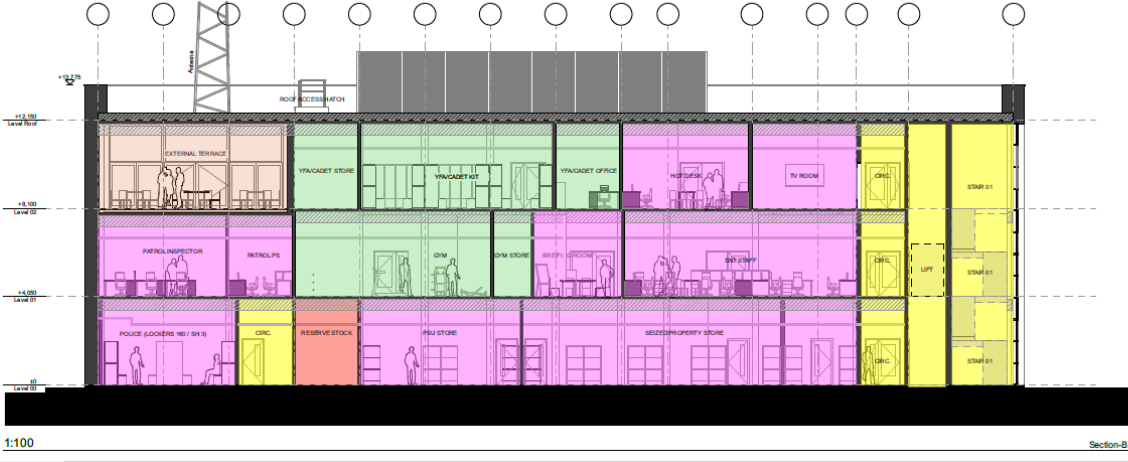 Antenna
+13,775
ROOF ACCESS HATCH
+12,150
Level Roof
EXTERNAL TERRACE
YFA/CADET STORE
YFA/CADET KIT
YFA/CADET OFFICE
HOT DESK
TV ROOM
CIRC.
STAIR 01
+8,100
Level 02
PATROL INSPECTOR
PATROL PS
GYM
GYM STORE
BRIEFING ROOM
SNT STAFF
CIRC.
LIFT
STAIR 01
+4,050
Level 01
POLICE (LOCKERS 160 / SH 3)
CIRC.
RESERVE STOCK
PSU STORE
SEIZED PROPERTY STORE
CIRC.
STAIR 01
±0
Level 00
1:100
Section-B